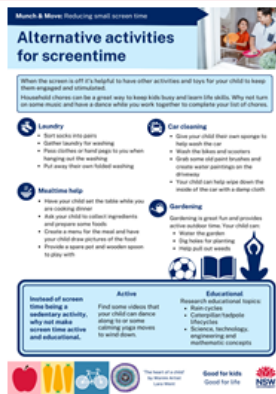 Munch & Move: Reducing small screen time
Alternative activities
for screentime
When the screen is off it's helpful to have other activities and toys for your child to keep
them engaged and stimulated.
Household chores can be a great way to keep kids busy and learn life skills. Why not turn
on some music and have a dance while you work together to complete your list of chores.
Laundry
Sort socks into pairs
Gather laundry for washing
Pass clothes or hand pegs to you when
hanging out the washing
Put away their own folded washing
Mealtime help
Have your child set the table while you
are cooking dinner
Ask your child to collect ingredients
and prepare some foods
Create a menu for the meal and have
your child draw pictures of the food
Provide a spare pot and wooden spoon
to play with
Car cleaning
Give your child their own sponge to
help wash the car
Wash the bikes and scooters
Grab some old paint brushes and
create water paintings on the
driveway
Your child can help wipe down the
inside of the car with a damp cloth
Gardening
Gardening is great fun and provides
active outdoor time. Your child can:
Water the garden
Dig holes for planting
Help pull out weeds
Instead of screen
time being a
sedentary activity,
why not make
screen time active
and educational.
Active
Find some videos that
your child can dance
along to or some
calming yoga moves
to wind down.
Educational
Research educational topics:
Rain cycles
Caterpillar/tadpole
lifecycles
Science, technology,
engineering and
mathematic concepts
"The heart of a child"
Good for kids
Good for life
NSW